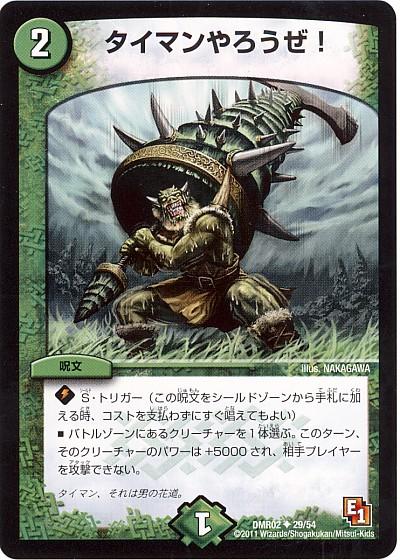 2
タイマンやろうぜ！
呪文
illus. NAKAGAWA
S・トリガー（この呪文をシールドゾーンから手札に加
える時、コストを支払わずにすぐ唱えてもよい）
■ バトルゾーンにあるクリーチャーを1体選ぶ。このターン、
そのクリーチャーのパワーは+5000され、相手プレイヤー
を攻撃できない。
タイマン、それは男の花道。
1
E1
DMR02 ◆ 29/54
©2011 Wizards/Shogakukan/Mitsui-Kids